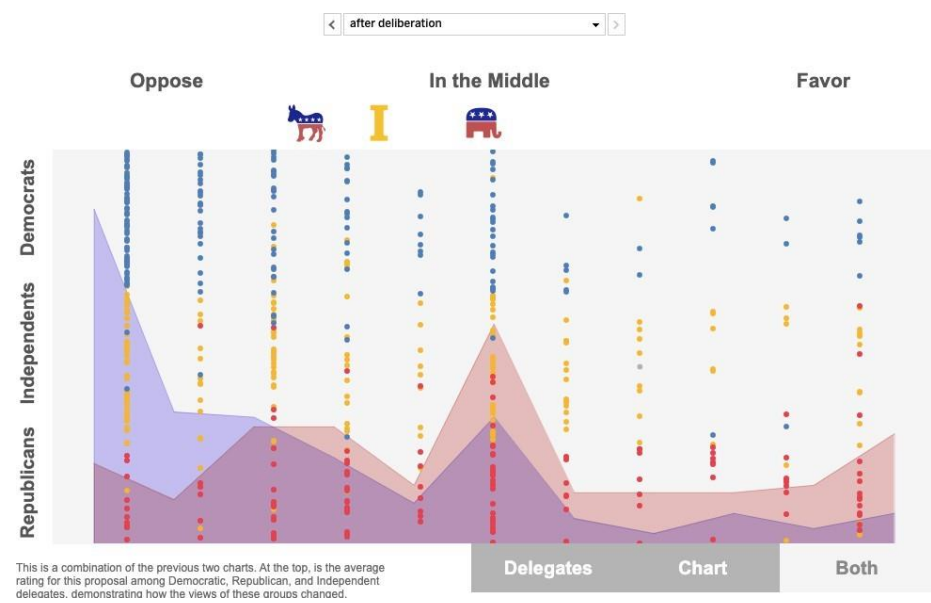 after deliberation
Oppose
In the Middle
Favor
I
Democrats
Independents
Republicans
Delegates
Chart
Both
This is a combination of the previous two charts. At the top, is the average
rating for this proposal among Democratic, Republican, and Independent
delegates, demonstrating how the views of these groups changed.